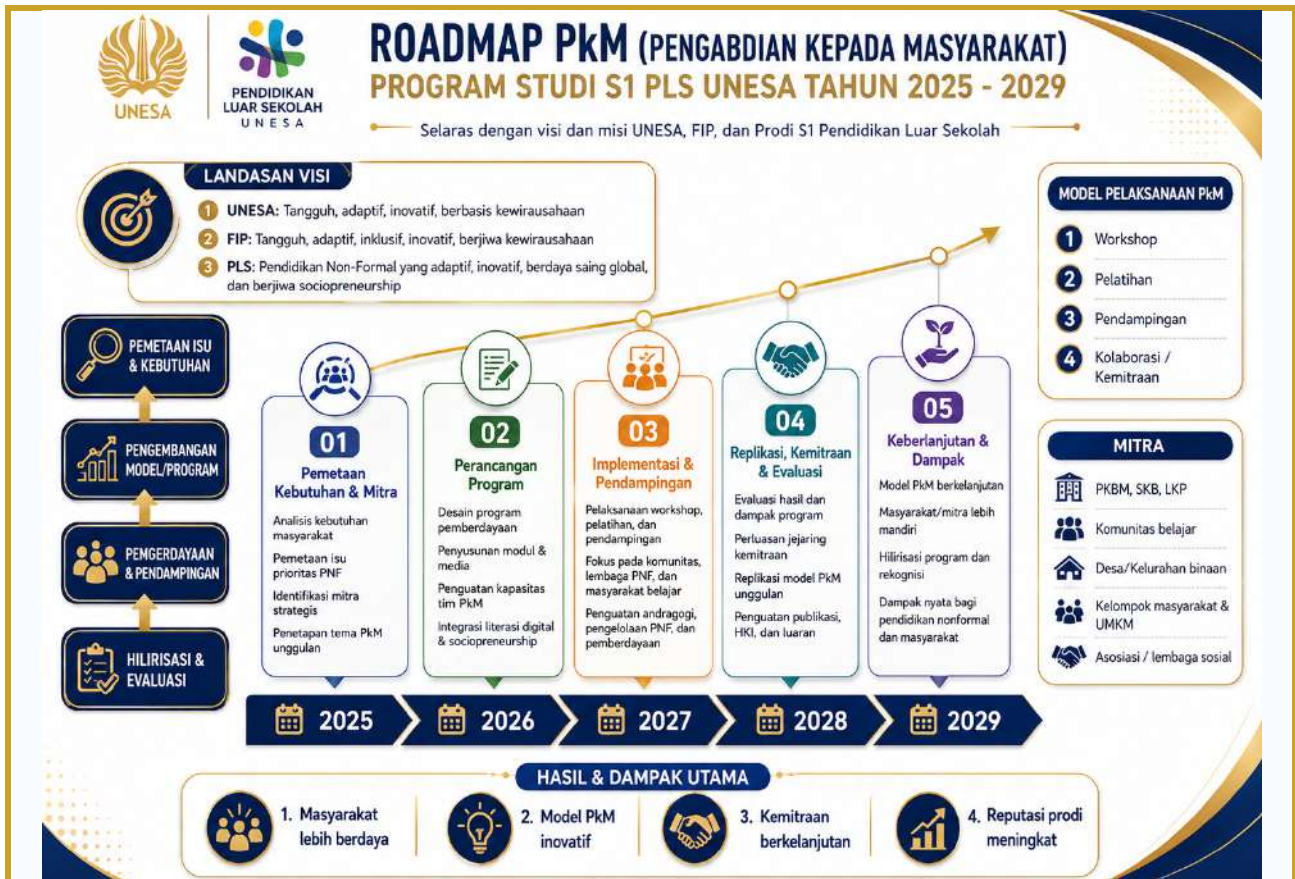 UNESA
PENDIDIKAN
LUAR SEKOLAH
UNESA
ROADMAP PkM (PENGABDIAN KEPADA MASYARAKAT)
PROGRAM STUDI S1 PLS UNESA TAHUN 2025 - 2029
Selaras dengan visi dan misi UNESA, FIP, dan Prodi S1 Pendidikan Luar Sekolah
LANDASAN VISI
1 UNESA: Tangguh, adaptif, inovatif, berbasis kewirausahaan
2 FIP: Tangguh, adaptif, inklusif, inovatif, berjiwa kewirausahaan
3 PLS: Pendidikan Non-Formal yang adaptif, inovatif, berdaya saing global,
dan berjiwa sociopreneurship
PEMETAAN ISU
& KEBUTUHAN
PENGEMBANGAN
MODEL/PROGRAM
PEMGERDAYAAN
& PENDAMPINGAN
HILIRISASI &
EVALUASI
01
Pemetaan
Kebutuhan & Mitra
Analisis kebutuhan
masyarakat
Pemetaan isu
prioritas PNF
Identifikasi mitra
strategis
Penetapan tema PkM
unggulan
02
Perancangan
Program
Desain program
pemberdayaan
Penyusunan modul &
media
Penguatan kapasitas
tim PkM
Integrasi literasi digital
& sociopreneurship
03
Implementasi &
Pendampingan
Pelaksanaan workshop,
pelatihan, dan
pendampingan
Fokus pada komunitas,
lembaga PNF, dan
masyarakat belajar
Penguatan andragogi,
pengelolaan PNF, dan
pemberdayaan
04
Replikasi, Kemitraan
& Evaluasi
Evaluasi hasil dan
dampak program
Perluasan jejaring
kemitraan
Replikasi model PkM
unggulan
Penguatan publikasi,
HKI, dan luaran
05
Keberlanjutan &
Dampak
Model PkM berkelanjutan
Masyarakat/mitra lebih
mandiri
Hilirisasi program dan
rekognisi
Dampak nyata bagi
pendidikan nonformal
dan masyarakat
2025
2026
2027
2028
2029
MODEL PELAKSANAAN PkM
1 Workshop
2 Pelatihan
3 Pendampingan
4 Kolaborasi /
Kemitraan
MITRA
PKBM, SKB, LKP
Komunitas belajar
Desa/Kelurahan binaan
Kelompok masyarakat &
UMKM
Asosiasi / lembaga sosial
HASIL & DAMPAK UTAMA
1. Masyarakat
lebih berdaya
2. Model PkM
inovatif
3. Kemitraan
berkelanjutan
4. Reputasi prodi
meningkat